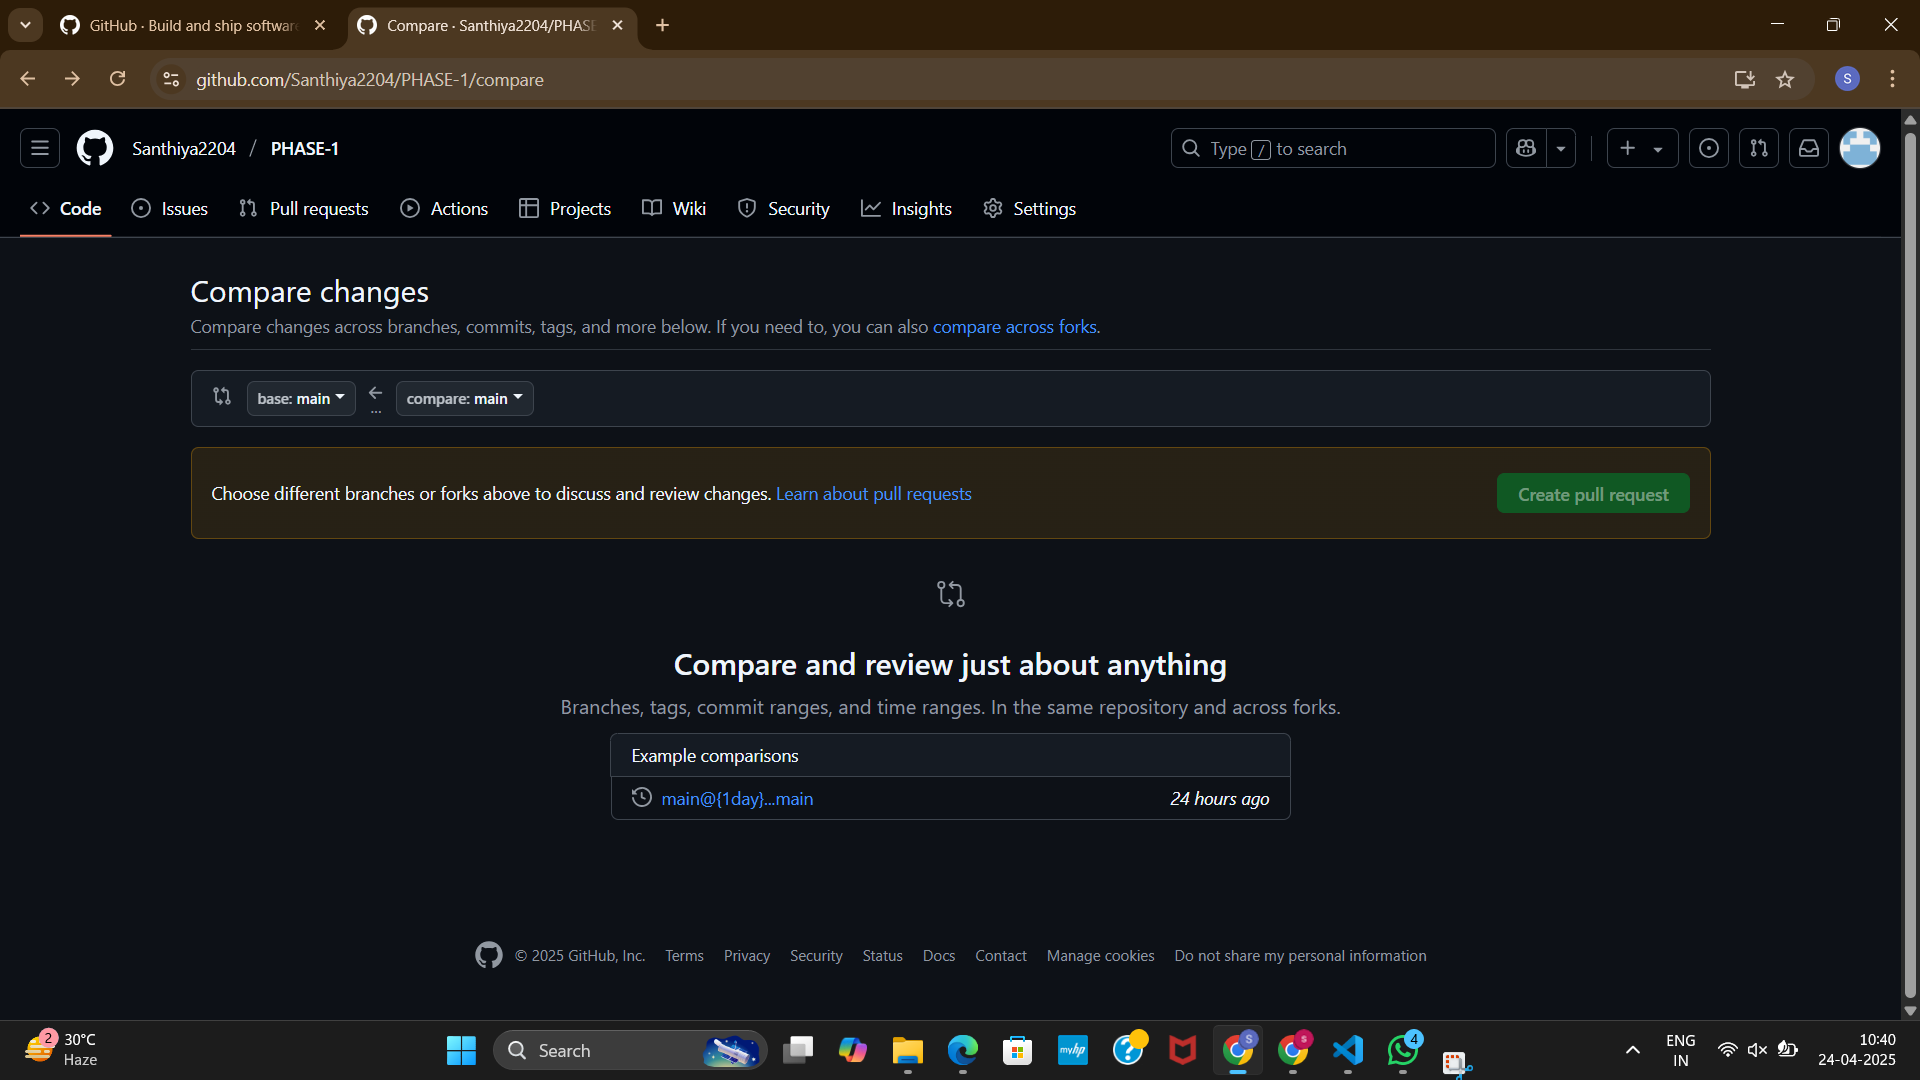 GitHub · Build and ship software
Compare · Santhiya2204/PHASE
github.com/Santhiya2204/PHASE-1/compare
S
Santhiya2204 / PHASE-1
Type / to search
Code
Issues
Pull requests
Actions
Projects
Wiki
Security
Insights
Settings
Compare changes
Compare changes across branches, commits, tags, and more below. If you need to, you can also compare across forks.
base: main
...
compare: main
Choose different branches or forks above to discuss and review changes. Learn about pull requests
Create pull request
Compare and review just about anything
Branches, tags, commit ranges, and time ranges. In the same repository and across forks.
Example comparisons
main@{1day}...main
24 hours ago
© 2025 GitHub, Inc.
Terms
Privacy
Security
Status
Docs
Contact
Manage cookies
Do not share my personal information
2
30°C
Haze
Search
myhp
?
S
S
4
ENG
IN
10:40
24-04-2025